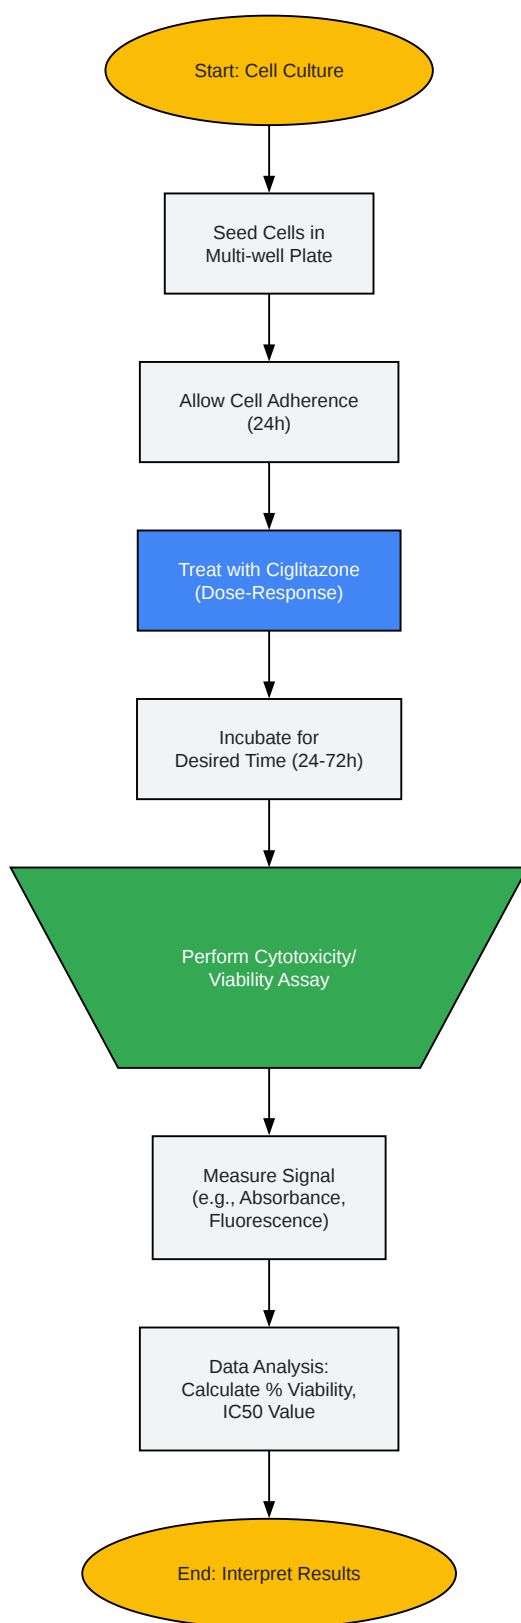 Start: Cell Culture
Seed Cells in
Multi-well Plate
Allow Cell Adherence
(24h)
Treat with Ciglitazone
(Dose-Response)
Incubate for
Desired Time (24-72h)
Perform Cytotoxicity/
Viability Assay
Measure Signal
(e.g., Absorbance,
Fluorescence)
Data Analysis:
Calculate % Viability,
IC50 Value
End: Interpret Results